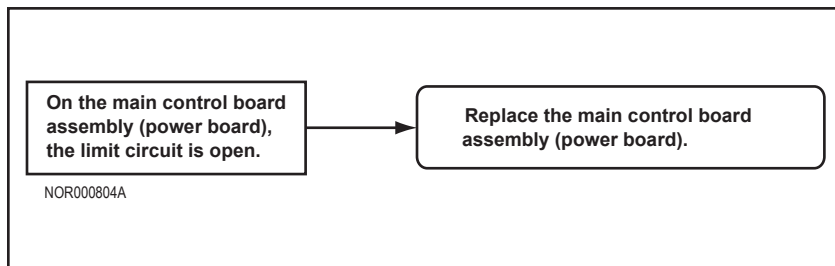 On the main control board
assembly (power board),
the limit circuit is open.
Replace the main control board
assembly (power board).
NOR000804A